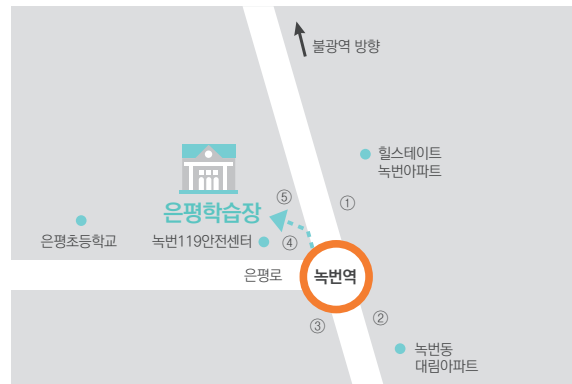 불광역 방향
힐스테이트
녹번아파트
⑤
①
은평학습장
은평초등학교
녹번119안전센터
④
은평로
녹번역
③
②
녹번동
대림아파트